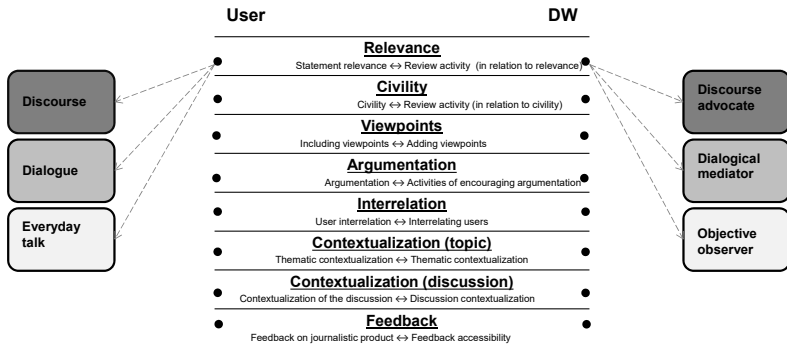 User
DW
Relevance
Statement relevance ↔ Review activity (in relation to relevance)
Civility
Civility ↔ Review activity (in relation to civility)
Viewpoints
Including viewpoints ↔ Adding viewpoints
Argumentation
Argumentation ↔ Activities of encouraging argumentation
Interrelation
User interrelation ↔ Interrelating users
Contextualization (topic)
Thematic contextualization ↔ Thematic contextualization
Contextualization (discussion)
Contextualization of the discussion ↔ Discussion contextualization
Feedback
Feedback on journalistic product ↔ Feedback accessibility
Discourse
Dialogue
Everyday
talk
Discourse
advocate
Dialogical
mediator
Objective
observer